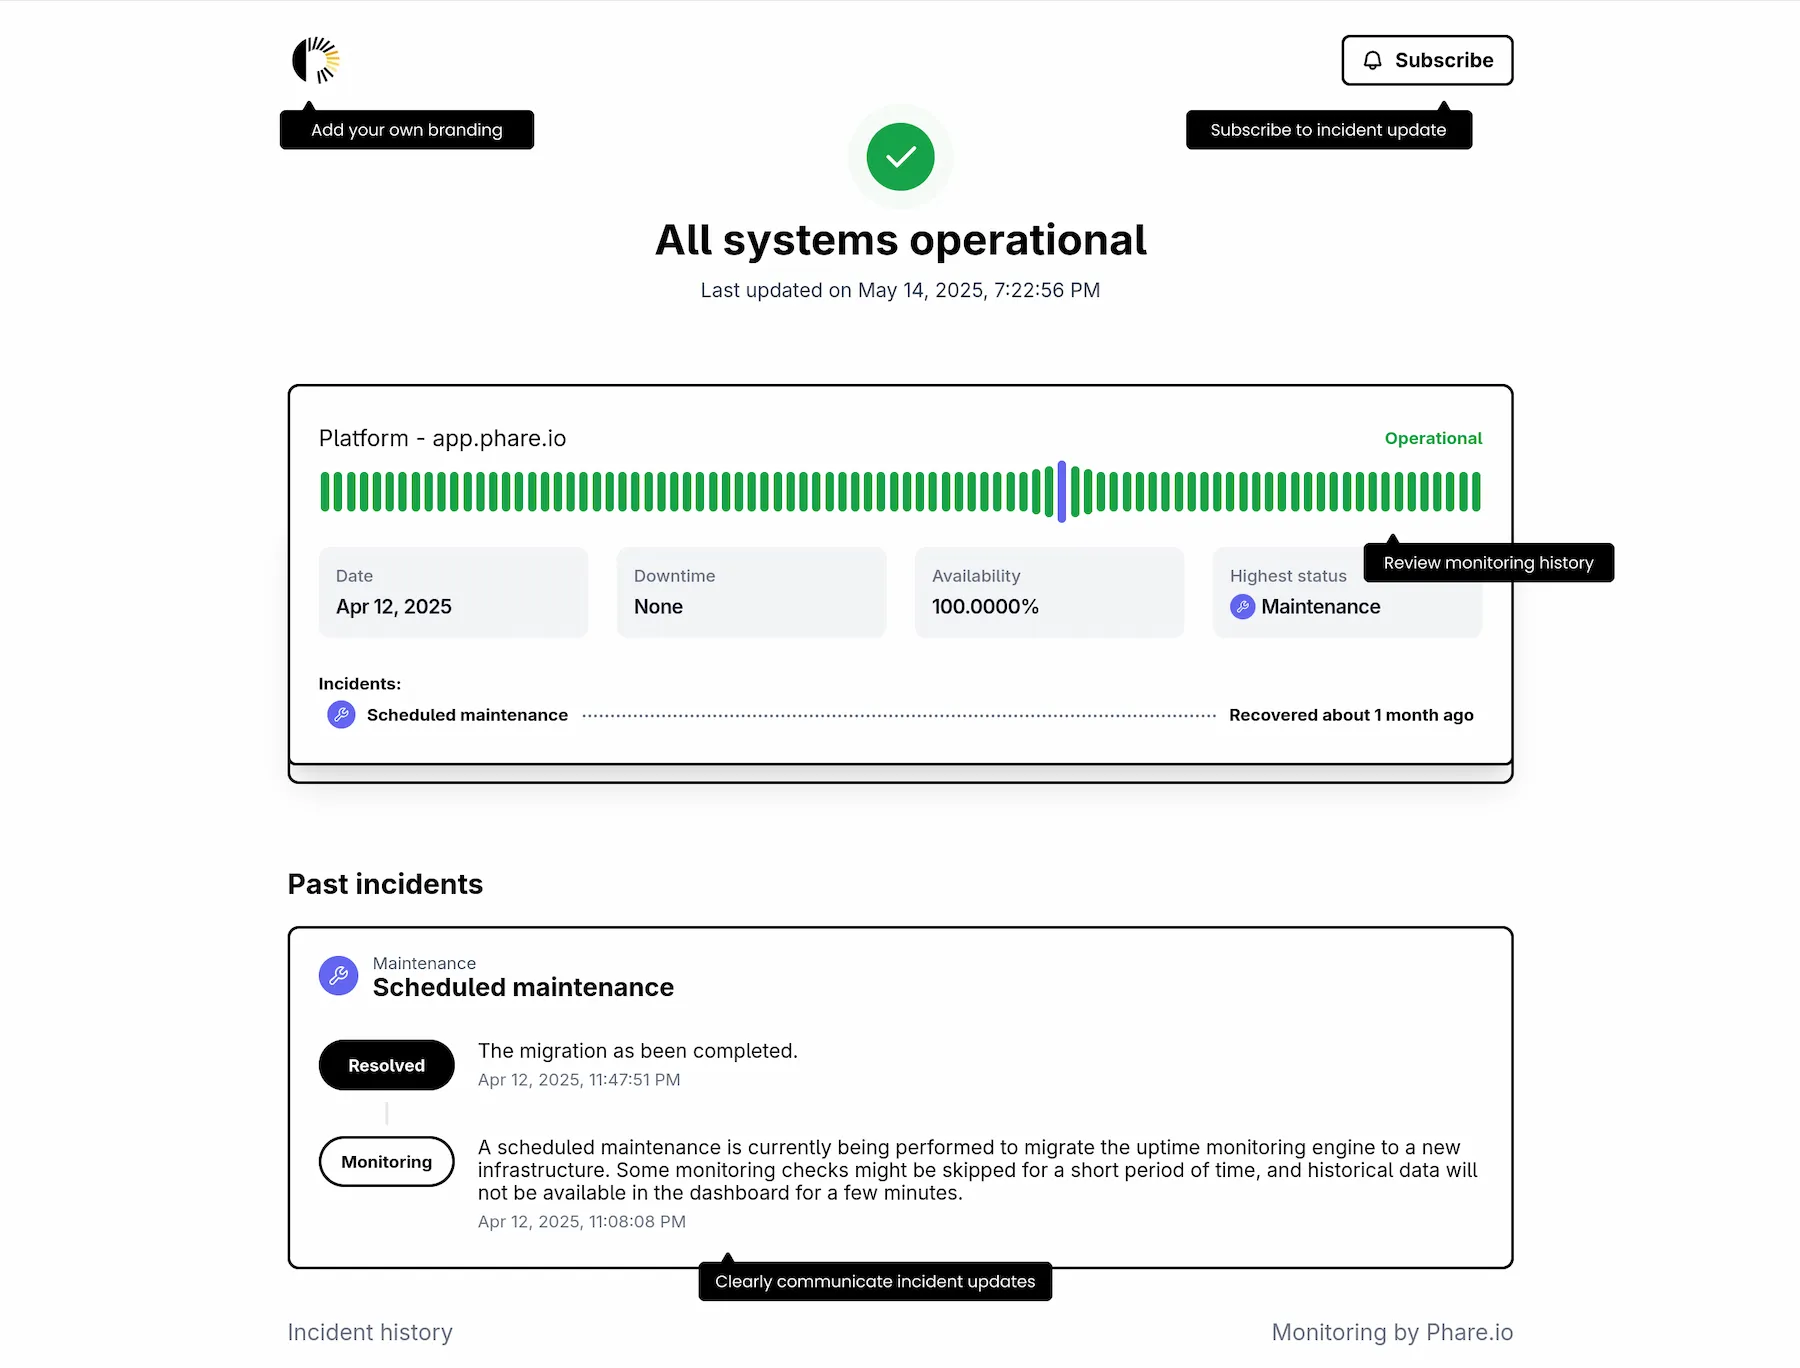 Subscribe
Add your own branding
Subscribe to incident update
All systems operational
Last updated on May 14, 2025, 7:22:56 PM
Platform - app.phare.io
Operational
Review monitoring history
Date
Apr 12, 2025
Downtime
None
Availability
100.0000%
Highest status
Maintenance
Incidents:
Scheduled maintenance
Recovered about 1 month ago
Past incidents
Maintenance
Scheduled maintenance
Resolved
The migration as been completed.
Apr 12, 2025, 11:47:51 PM
Monitoring
A scheduled maintenance is currently being performed to migrate the uptime monitoring engine to a new
infrastructure. Some monitoring checks might be skipped for a short period of time, and historical data will
not be available in the dashboard for a few minutes.
Apr 12, 2025, 11:08:08 PM
Clearly communicate incident updates
Incident history
Monitoring by Phare.io